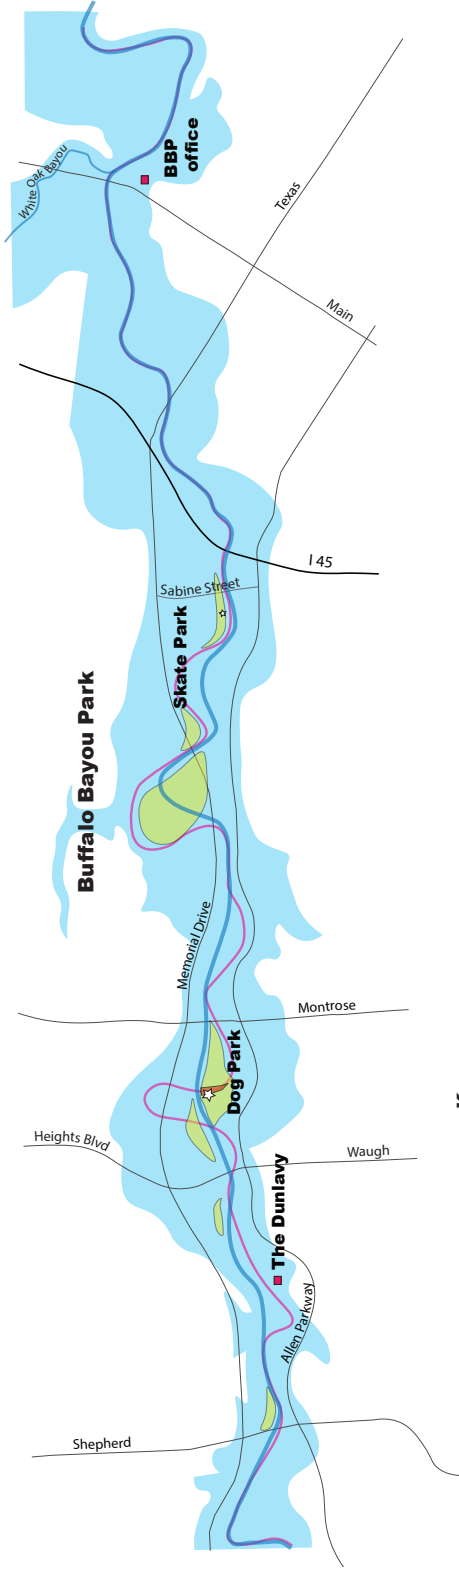 White Oak Bayou
BBP
office
Texas
Main
I 45
Sabine Street
Skate Park
Buffalo Bayou Park
Memorial Drive
Montrose
Dog Park
Heights Blvd
Waugh
The Dunlavy
Allen Parkway
Shepherd